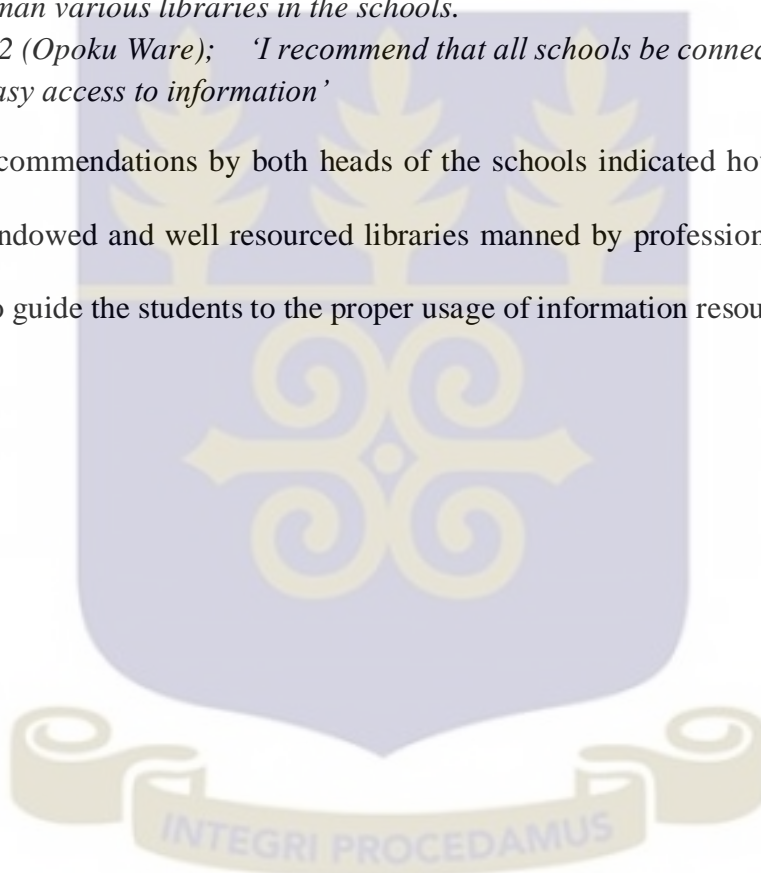 man various libraries in the schools.
2 (Opoku Ware); ‘I recommend that all schools be connec
asy access to information’
commendations by both heads of the schools indicated ho
ndowed and well resourced libraries manned by profession
o guide the students to the proper usage of information resou
INTEGRI PROCEDAMUS